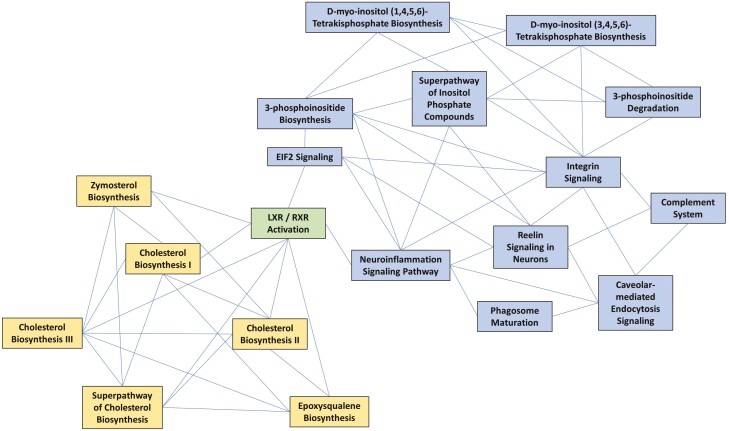 D-myo-inositol (1,4,5,6)-
Tetrakisphosphate Biosynthesis
D-myo-inositol (3,4,5,6)-
Tetrakisphosphate Biosynthesis
Superpathway
of Inositol
Phosphate
Compounds
3-phosphoinositide
Degradation
3-phosphoinositide
Biosynthesis
EIF2 Signaling
Integrin
Signaling
Zymosterol
Biosynthesis
LXR / RXR
Activation
Complement
System
Cholesterol
Biosynthesis I
Neuroinflammation
Signaling Pathway
Reelin
Signaling in
Neurons
Caveolar-
mediated
Endocytosis
Signaling
Phagosome
Maturation
Cholesterol
Biosynthesis III
Cholesterol
Biosynthesis II
Superpathway
of Cholesterol
Biosynthesis
Epoxysqualene
Biosynthesis